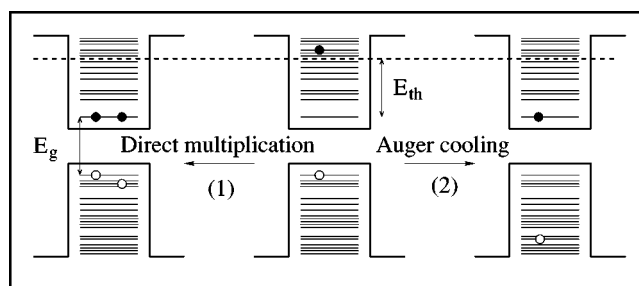 E_th
E_g
Direct multiplication
Auger cooling
(1)
(2)